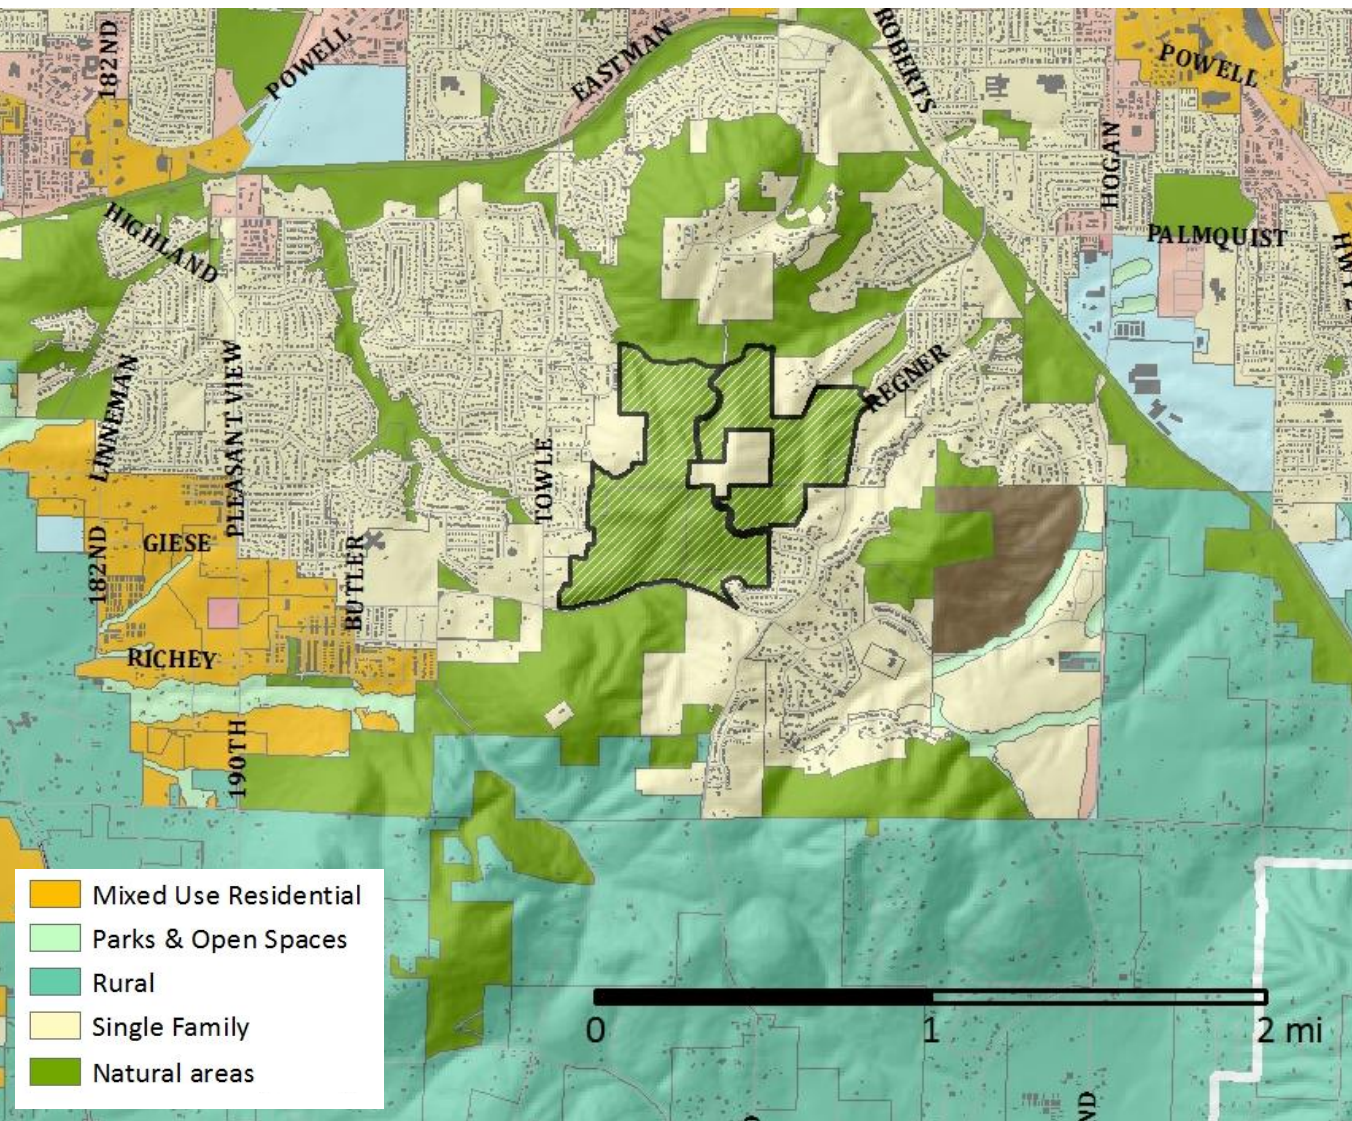 182ND
POWELL
EASTMAN
ROBERTS
POWELL
HOGAN
HIGHLAND
PALMQUIST
LINNEMAN
PLEASANT VIEW
REGNER
TOWLE
182ND
GIESE
BUTLER
RICHEY
190TH
Mixed Use Residential
Parks & Open Spaces
Rural
Single Family
Natural areas
0 1 2 mi